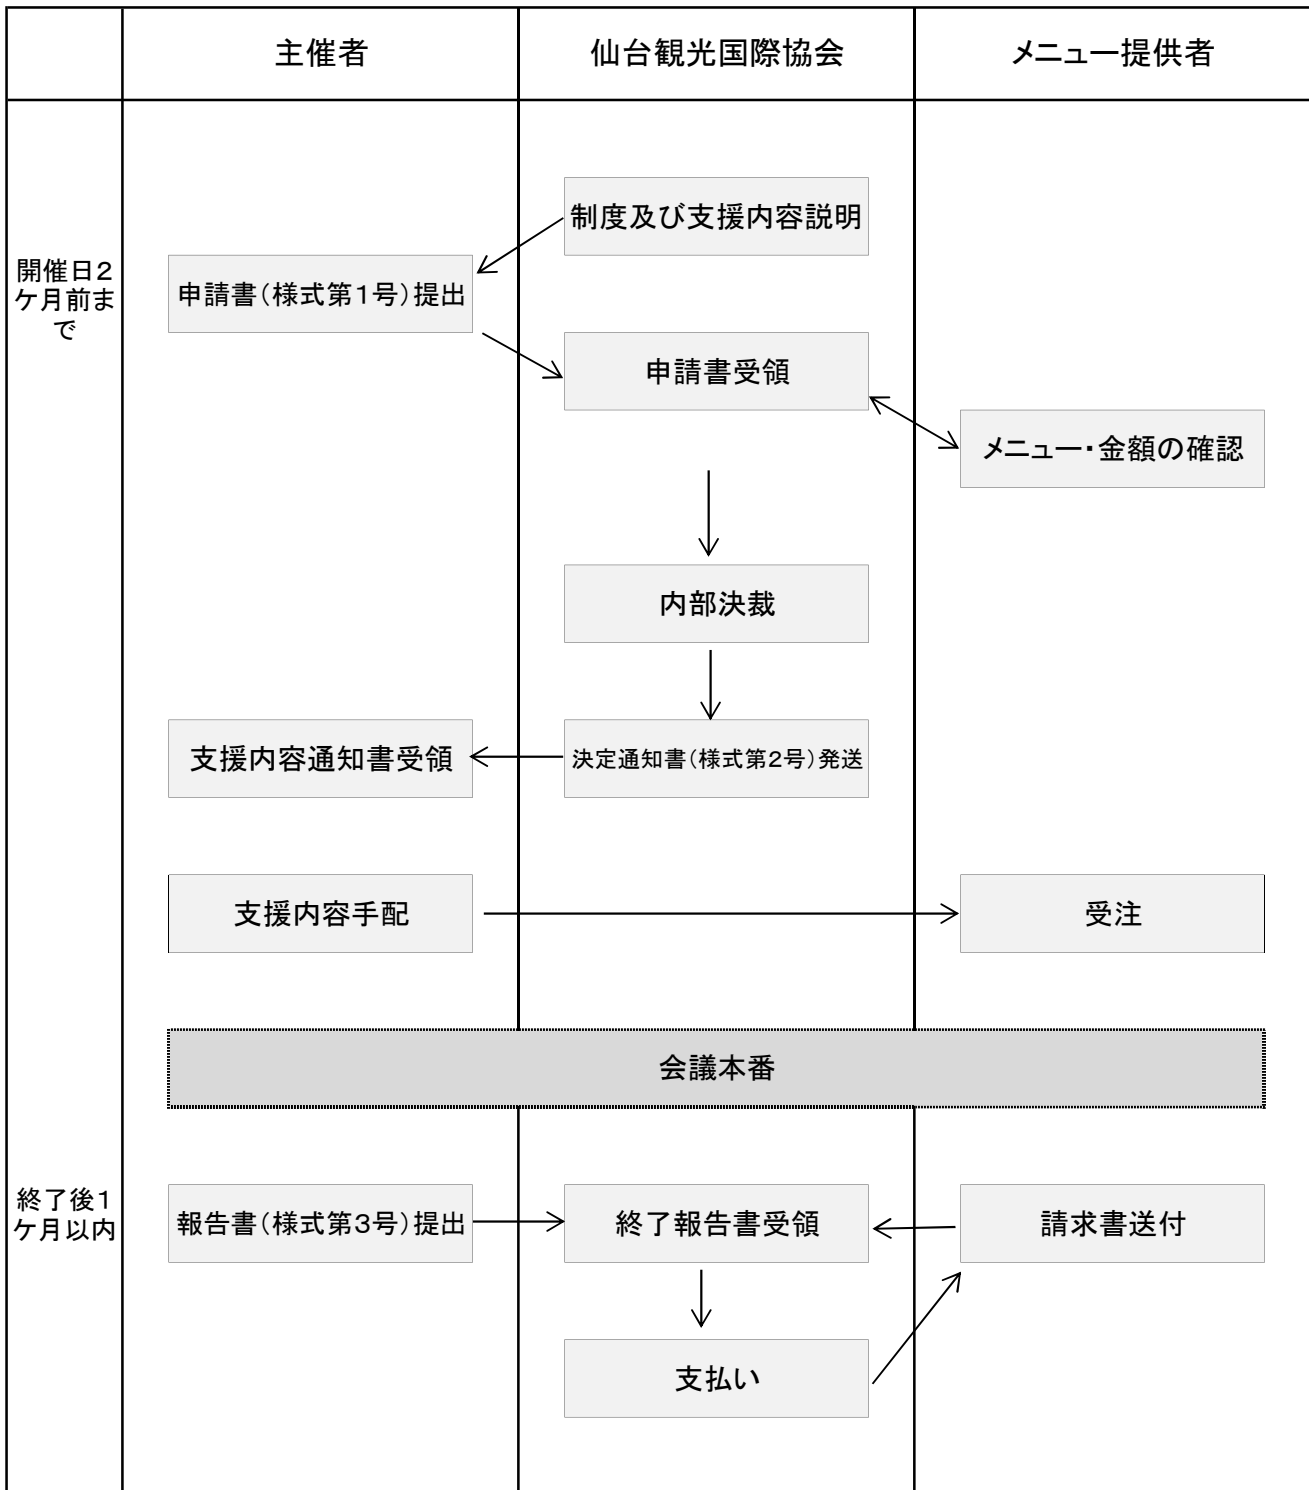 主催者
仙台観光国際協会
メニュー提供者
制度及び支援内容説明
開催日2
ケ月前ま
で
申請書(様式第1号)提出
申請書受領
メニュー・金額の確認
内部決裁
支援内容通知書受領
決定通知書(様式第2号)発送
支援内容手配
受注
会議本番
終了後1
ケ月以内
報告書(様式第3号)提出
終了報告書受領
請求書送付
支払い